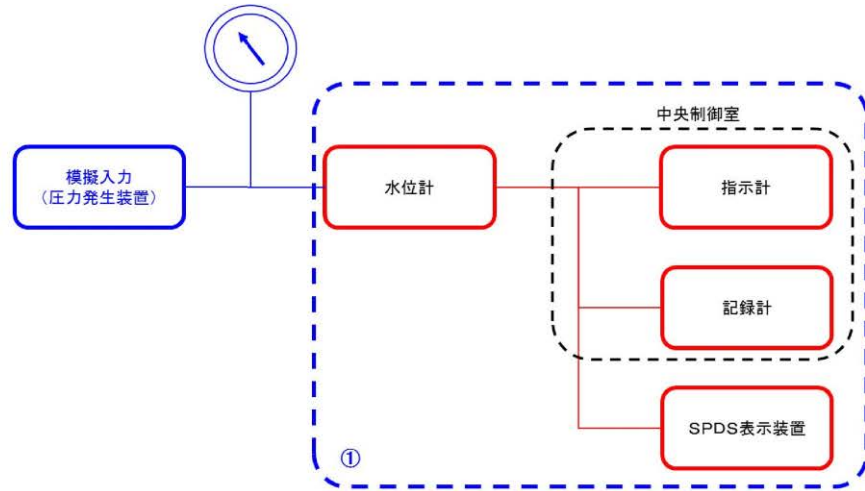 中央制御室
模擬入力
（圧力発生装置）
水位計
指示計
記録計
SPDS表示装置
①